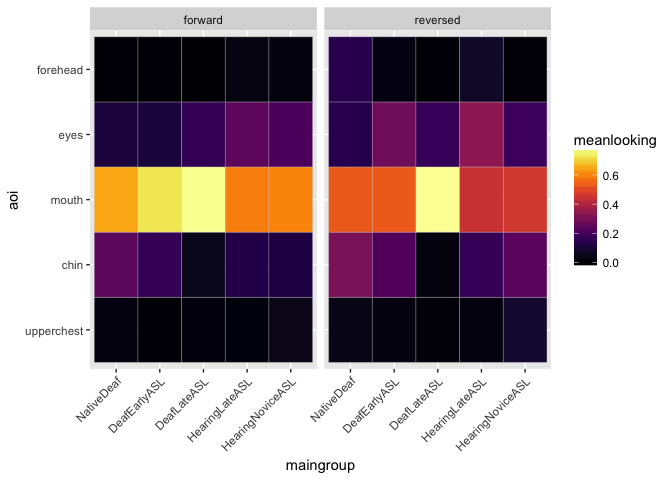 forward
reversed
aoi
forehead
eyes
mouth
chin
upperchest
NativeDeaf
DeafEarlyASL
DeafLateASL
HearingLateASL
HearingNoviceASL
NativeDeaf
DeafEarlyASL
DeafLateASL
HearingLateASL
HearingNoviceASL
maingroup
meanlooking
0.6
0.4
0.2
0.0